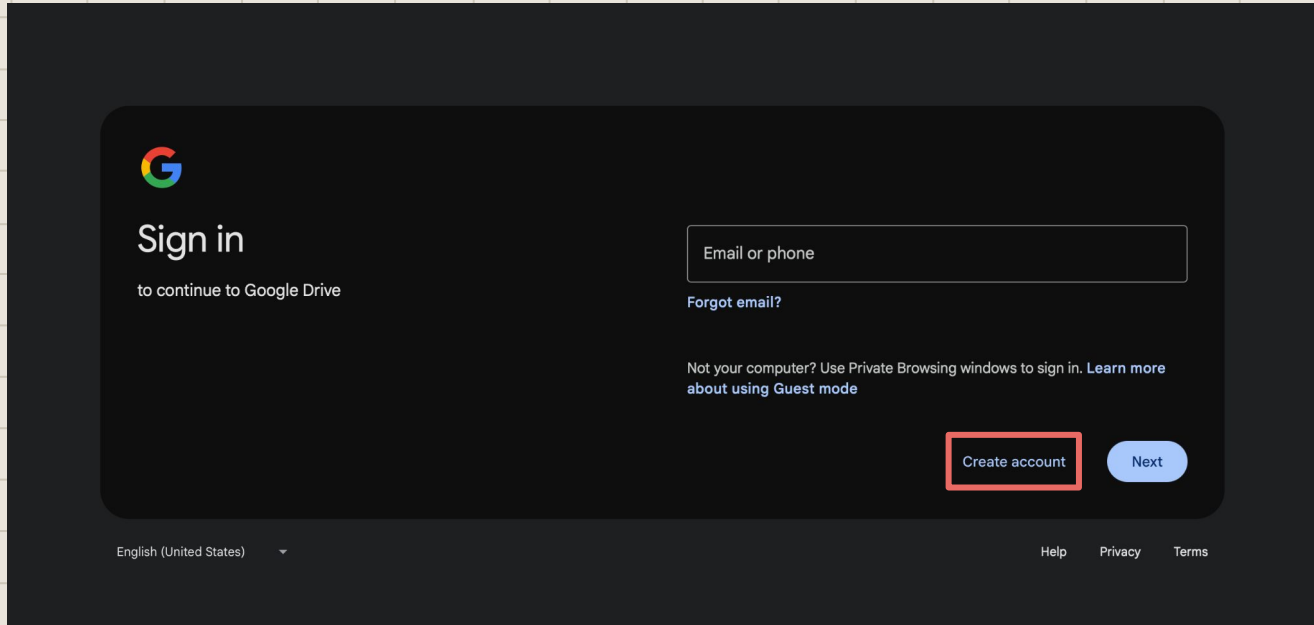 Sign in
to continue to Google Drive
Email or phone
Forgot email?
Not your computer? Use Private Browsing windows to sign in. Learn more
about using Guest mode
Create account
Next
English (United States)
Help
Privacy
Terms